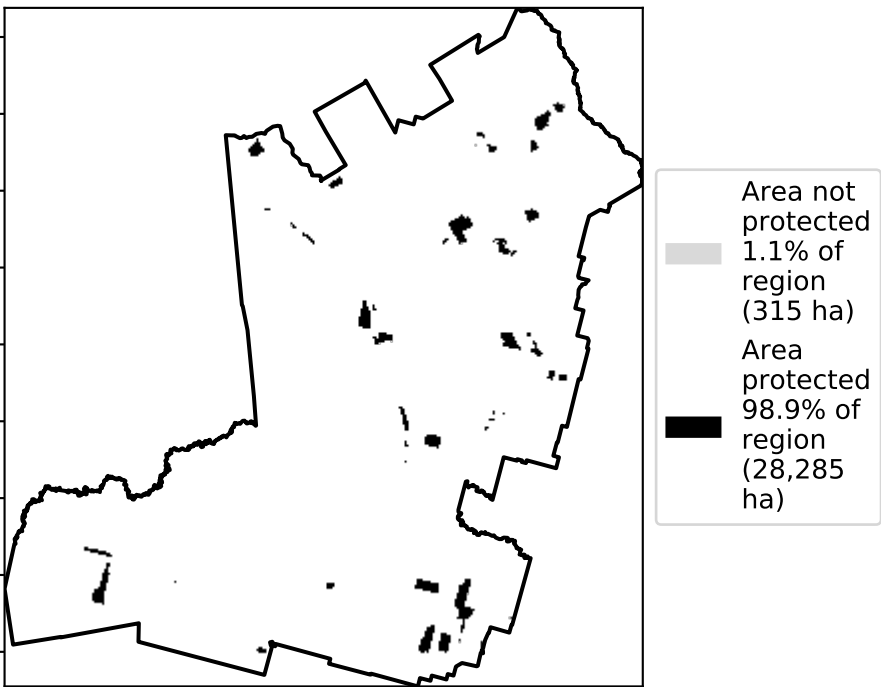 Area not
protected
1.1% of
region
(315 ha)
Area
protected
98.9% of
region
(28,285
ha)